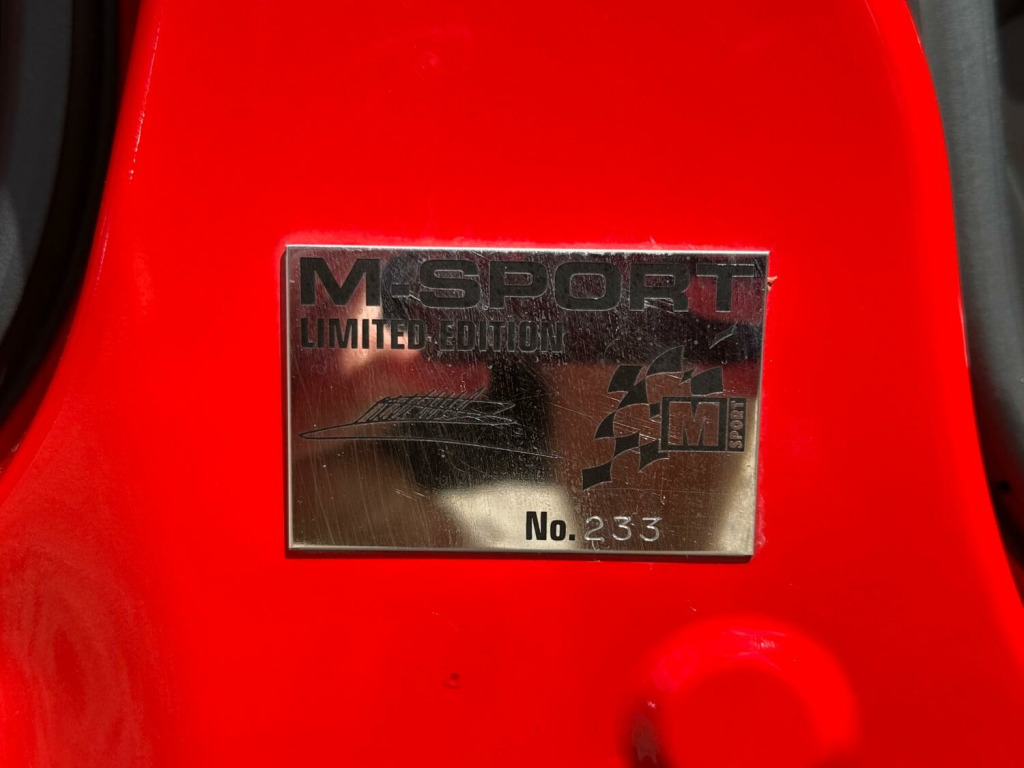 M-SPORT
LIMITED EDITION
M
SPORT
No. 233